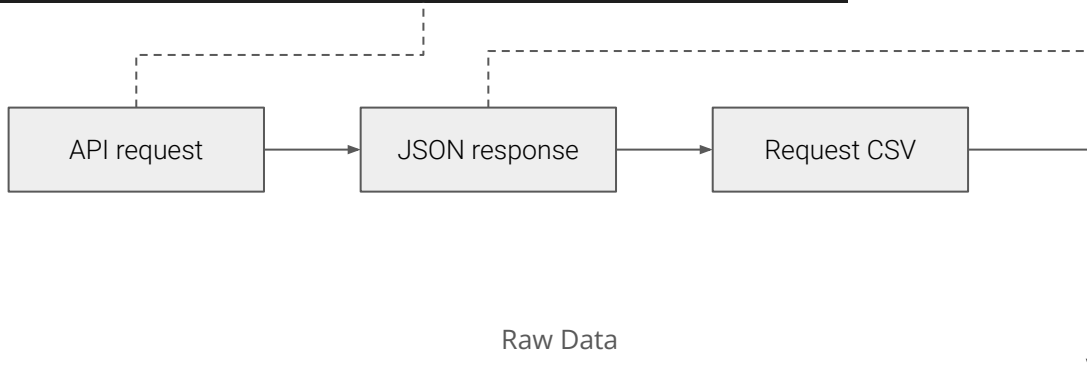 API request
JSON response
Request CSV
Raw Data